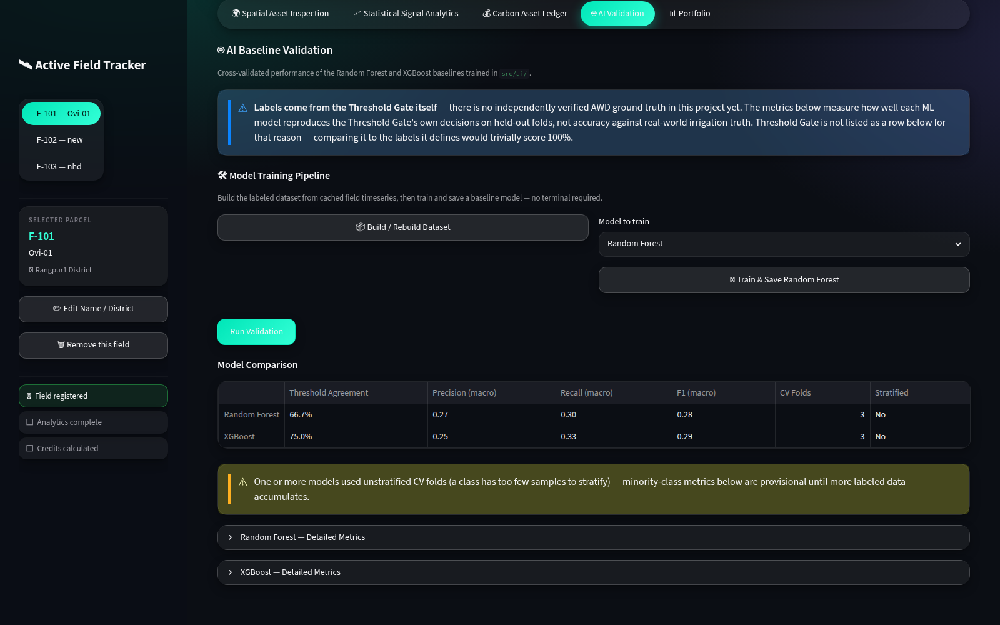 🌍 Spatial Asset Inspection
📈 Statistical Signal Analytics
💰 Carbon Asset Ledger
AI Validation
📊 Portfolio
🛰 Active Field Tracker
F-101 — Ovi-01
F-102 — new
F-103 — nhd
SELECTED PARCEL
F-101
Ovi-01
Rangpur1 District
✏ Edit Name / District
🗑 Remove this field
Field registered
☐ Analytics complete
☐ Credits calculated
AI Baseline Validation
Cross-validated performance of the Random Forest and XGBoost baselines trained in src/ai/ .
⚠ Labels come from the Threshold Gate itself — there is no independently verified AWD ground truth in this project yet. The metrics below measure how well each ML
model reproduces the Threshold Gate's own decisions on held-out folds, not accuracy against real-world irrigation truth. Threshold Gate is not listed as a row below for
that reason — comparing it to the labels it defines would trivially score 100%.
🛠 Model Training Pipeline
Build the labeled dataset from cached field timeseries, then train and save a baseline model — no terminal required.
📦 Build / Rebuild Dataset
Model to train
Random Forest
Train & Save Random Forest
Run Validation
Model Comparison
Threshold Agreement Precision (macro) Recall (macro) F1 (macro) CV Folds Stratified
Random Forest 66.7% 0.27 0.30 0.28 3 No
XGBoost 75.0% 0.25 0.33 0.29 3 No
⚠ One or more models used unstratified CV folds (a class has too few samples to stratify) — minority-class metrics below are provisional until more labeled data
accumulates.
Random Forest — Detailed Metrics
XGBoost — Detailed Metrics